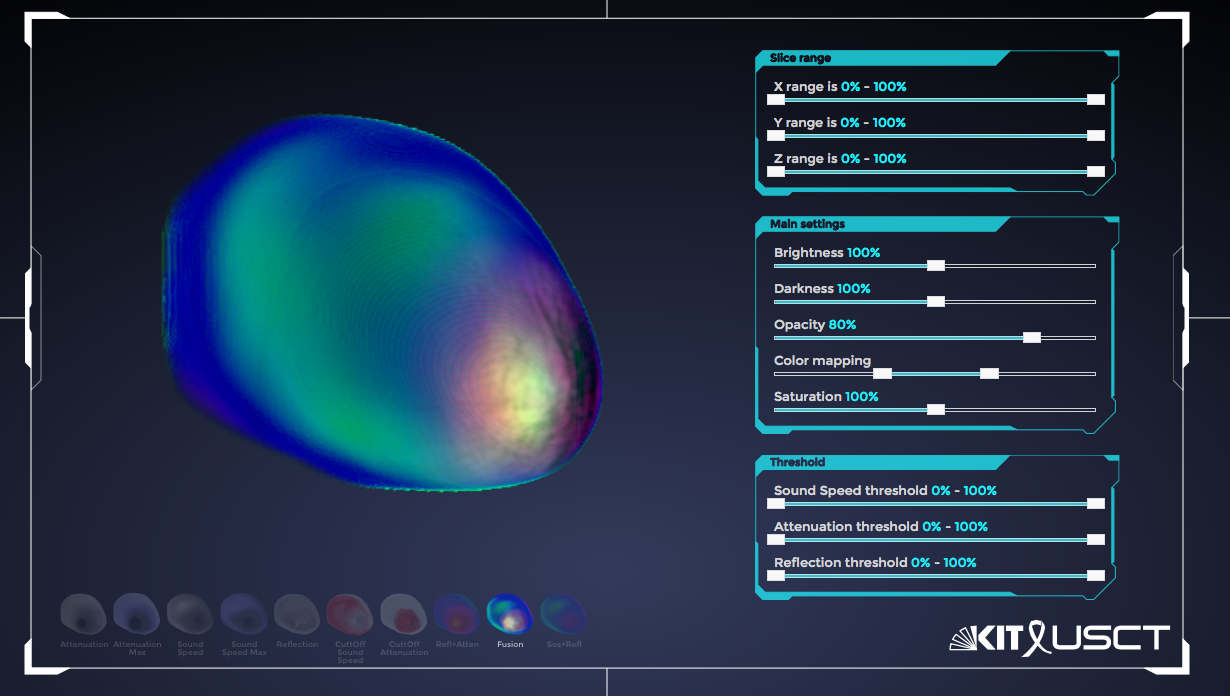 Slice range
X range is 0% - 100%
Y range is 0% - 100%
Z range is 0% - 100%
Main settings
Brightness 100%
Darkness 100%
Opacity 80%
Color mapping
Saturation 100%
Threshold
Sound Speed threshold 0% - 100%
Attenuation threshold 0% - 100%
Reflection threshold 0% - 100%
Attenuation
Attenuation
Max
Sound
Speed
Sound
Speed Max
Reflection
CuttOff
Sound
Speed
CuttOff
Attenuation
Refl+Atten
Fusion
Sos+Refl
KIT USCT